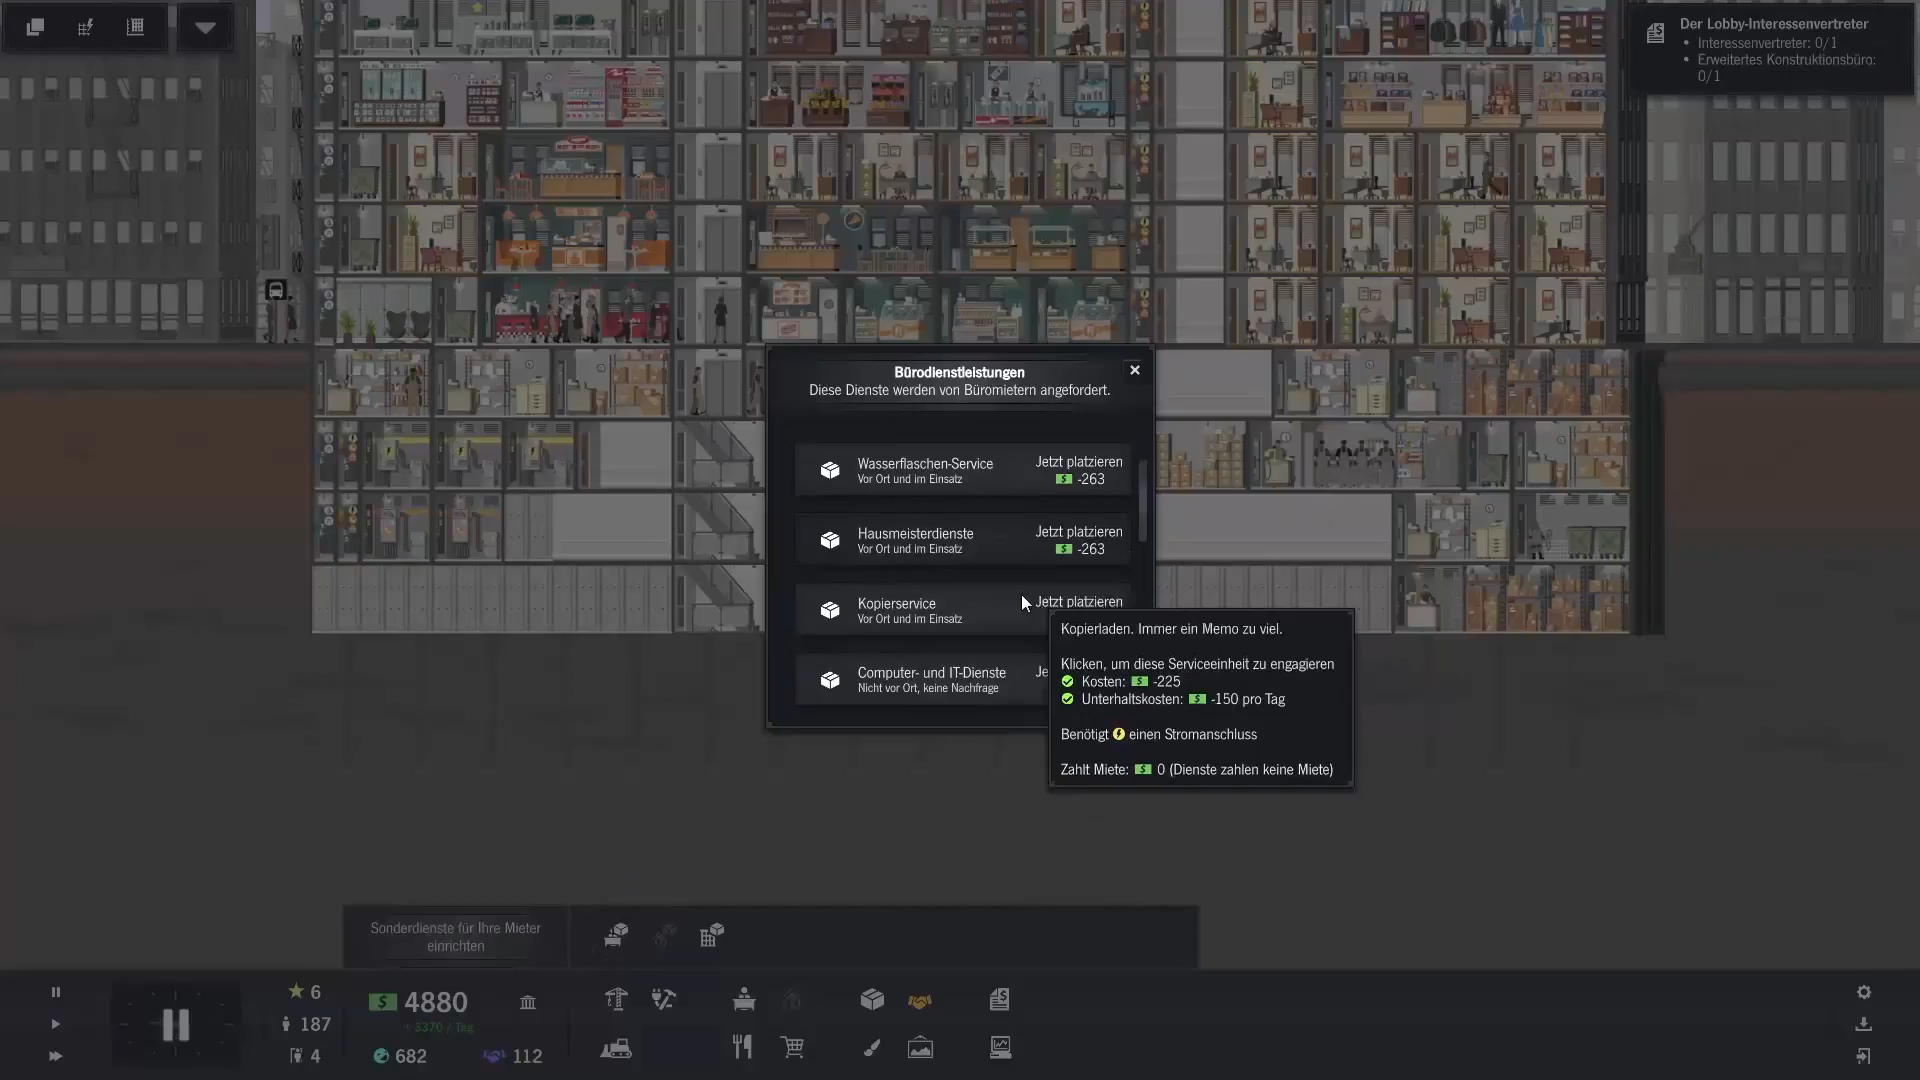 Der Lobby-Interessenvertreter
Interessenvertreter: 0/1
Erweitertes Konstruktionsbüro:
0/1
Bürodienstleistungen
Diese Dienste werden von Büromietern angefordert.
Wasserflaschen-Service
Vor Ort und im Einsatz
Jetzt platzieren
-263
Hausmeisterdienste
Vor Ort und im Einsatz
Jetzt platzieren
-263
Kopierservice
Vor Ort und im Einsatz
Jetzt platzieren
Computer- und IT-Dienste
Nicht vor Ort, keine Nachfrage
Je
Kopierladen. Immer ein Memo zu viel.
Klicken, um diese Serviceeinheit zu engagieren
Kosten: $ -225
Unterhaltskosten: $ -150 pro Tag
Benötigt einen Stromanschluss
Zahlt Miete: $ 0 (Dienste zahlen keine Miete)
Sonderdienste für Ihre Mieter
einrichten
6
187
4
$ 4880
+ 3370 / Tag
682
112